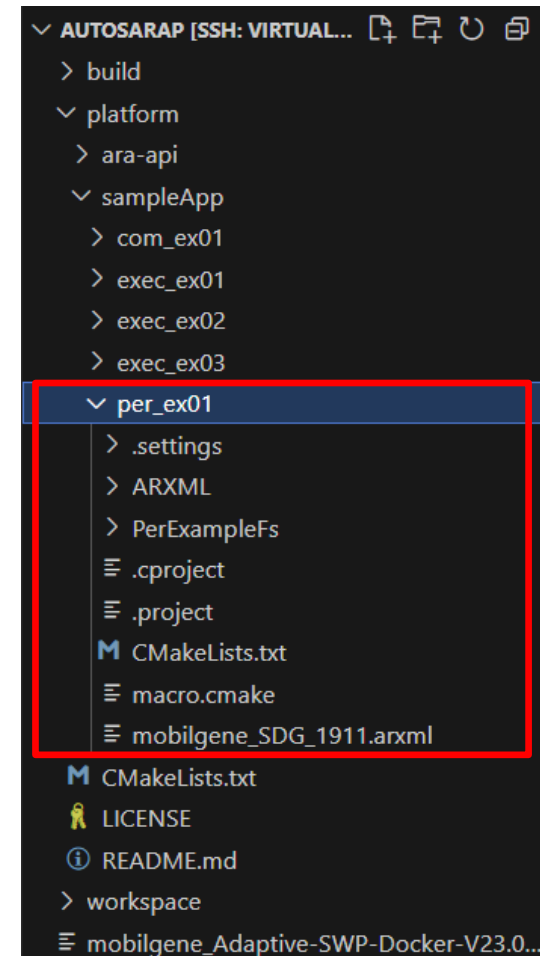 AUTOSARAP [SSH: VIRTUAL...
build
platform
ara-api
sampleApp
com_ex01
exec_ex01
exec_ex02
exec_ex03
per_ex01
.settings
ARXML
PerExampleFs
.cproject
.project
M CMakeLists.txt
macro.cmake
mobilgene_SDG_1911.arxml
M CMakeLists.txt
LICENSE
README.md
workspace
mobilgene_Adaptive-SWP-Docker-V23.0...